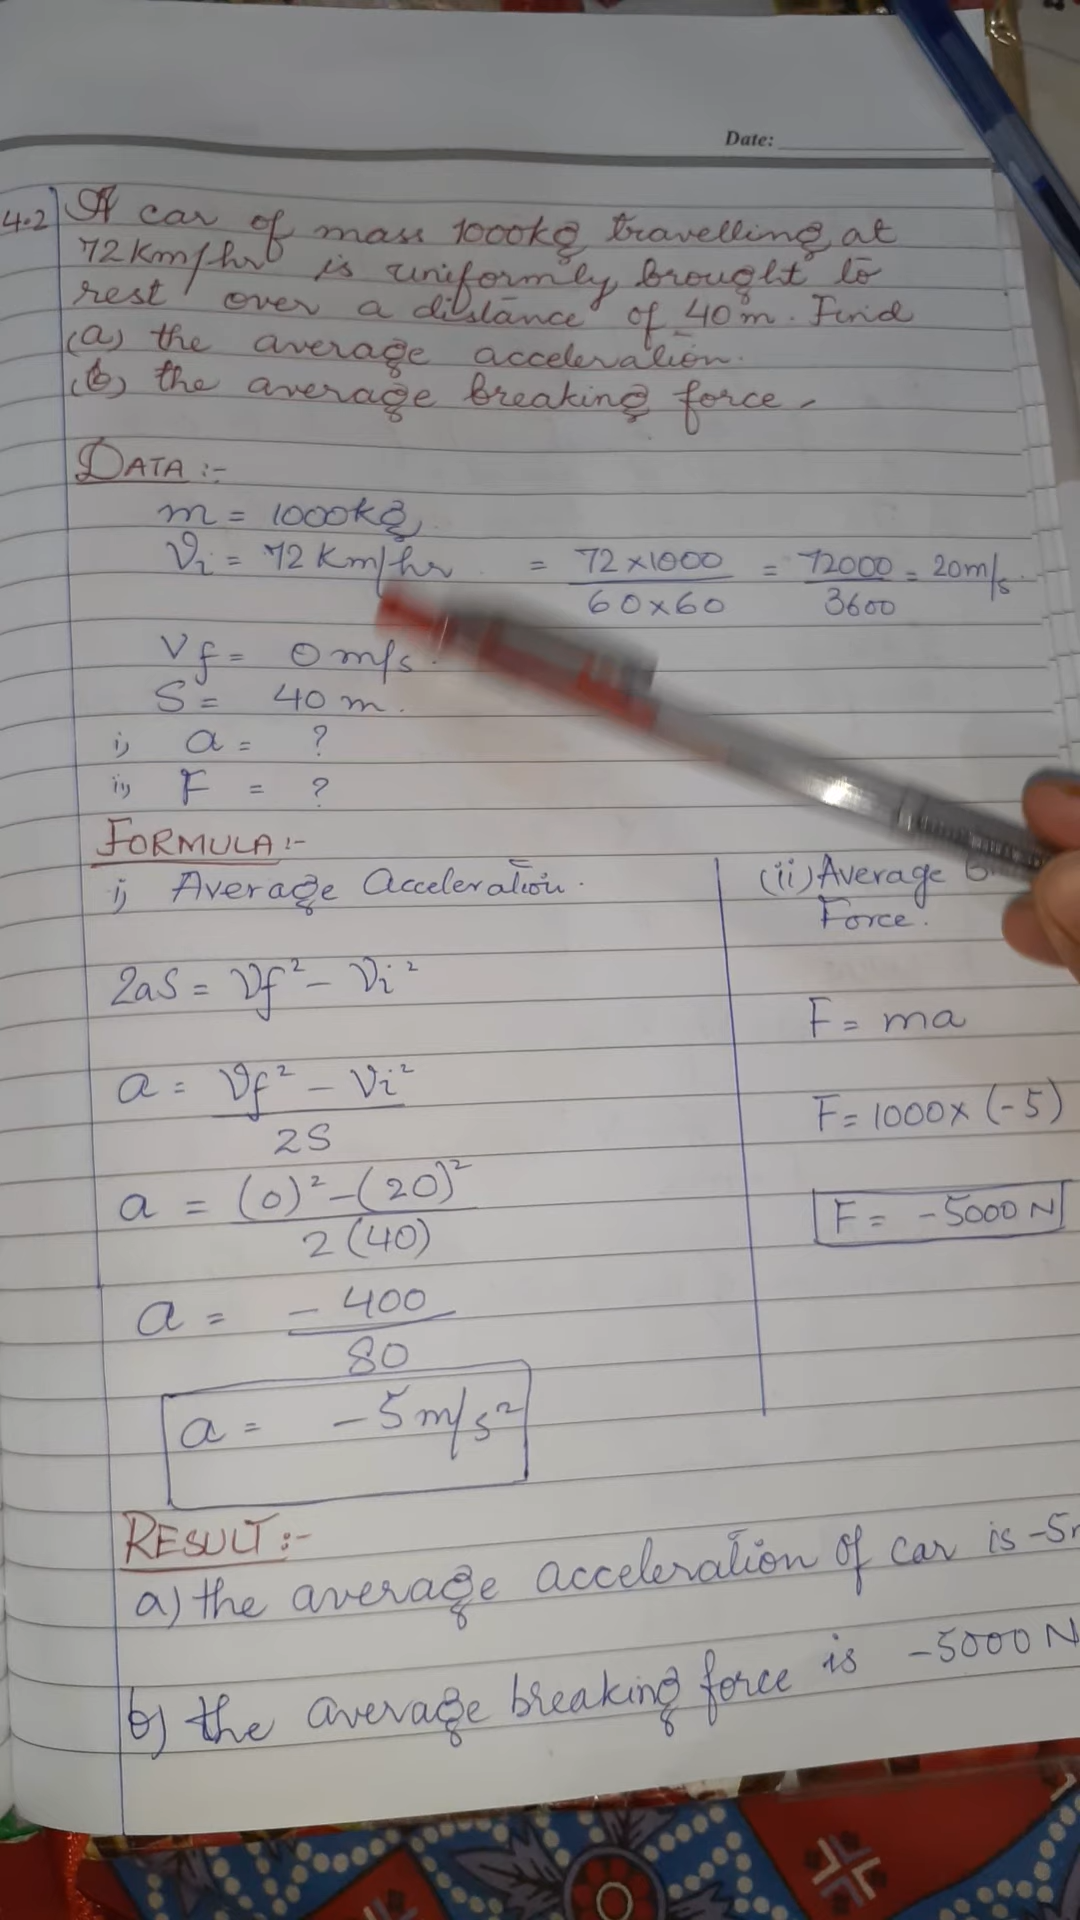 Date:
4.2 A car of mass 1000kg travelling at
72Km/hr is uniformly brought to
rest over a distance of 40m. Find
(a) the average acceleration.
(b) the average breaking force.
DATA :-
m = 1000kg
Vi = 72 Km/hr = 72×1000/60×60 = 72000/3600 = 20m/s.
Vf = 0 m/s.
S = 40 m.
i) a = ?
ii) F = ?
FORMULA :-
i) Average Acceleration.
2aS = Vf² - Vi²
a = Vf² - Vi²/2S
a = (0)² - (20)²/2(40)
a = - 400/80
a = -5m/s²
(ii) Average
Force.
F = ma
F = 1000× (-5)
F = -5000 N
RESULT :-
a) the average acceleration of car is -5
b) the average breaking force is -5000 N